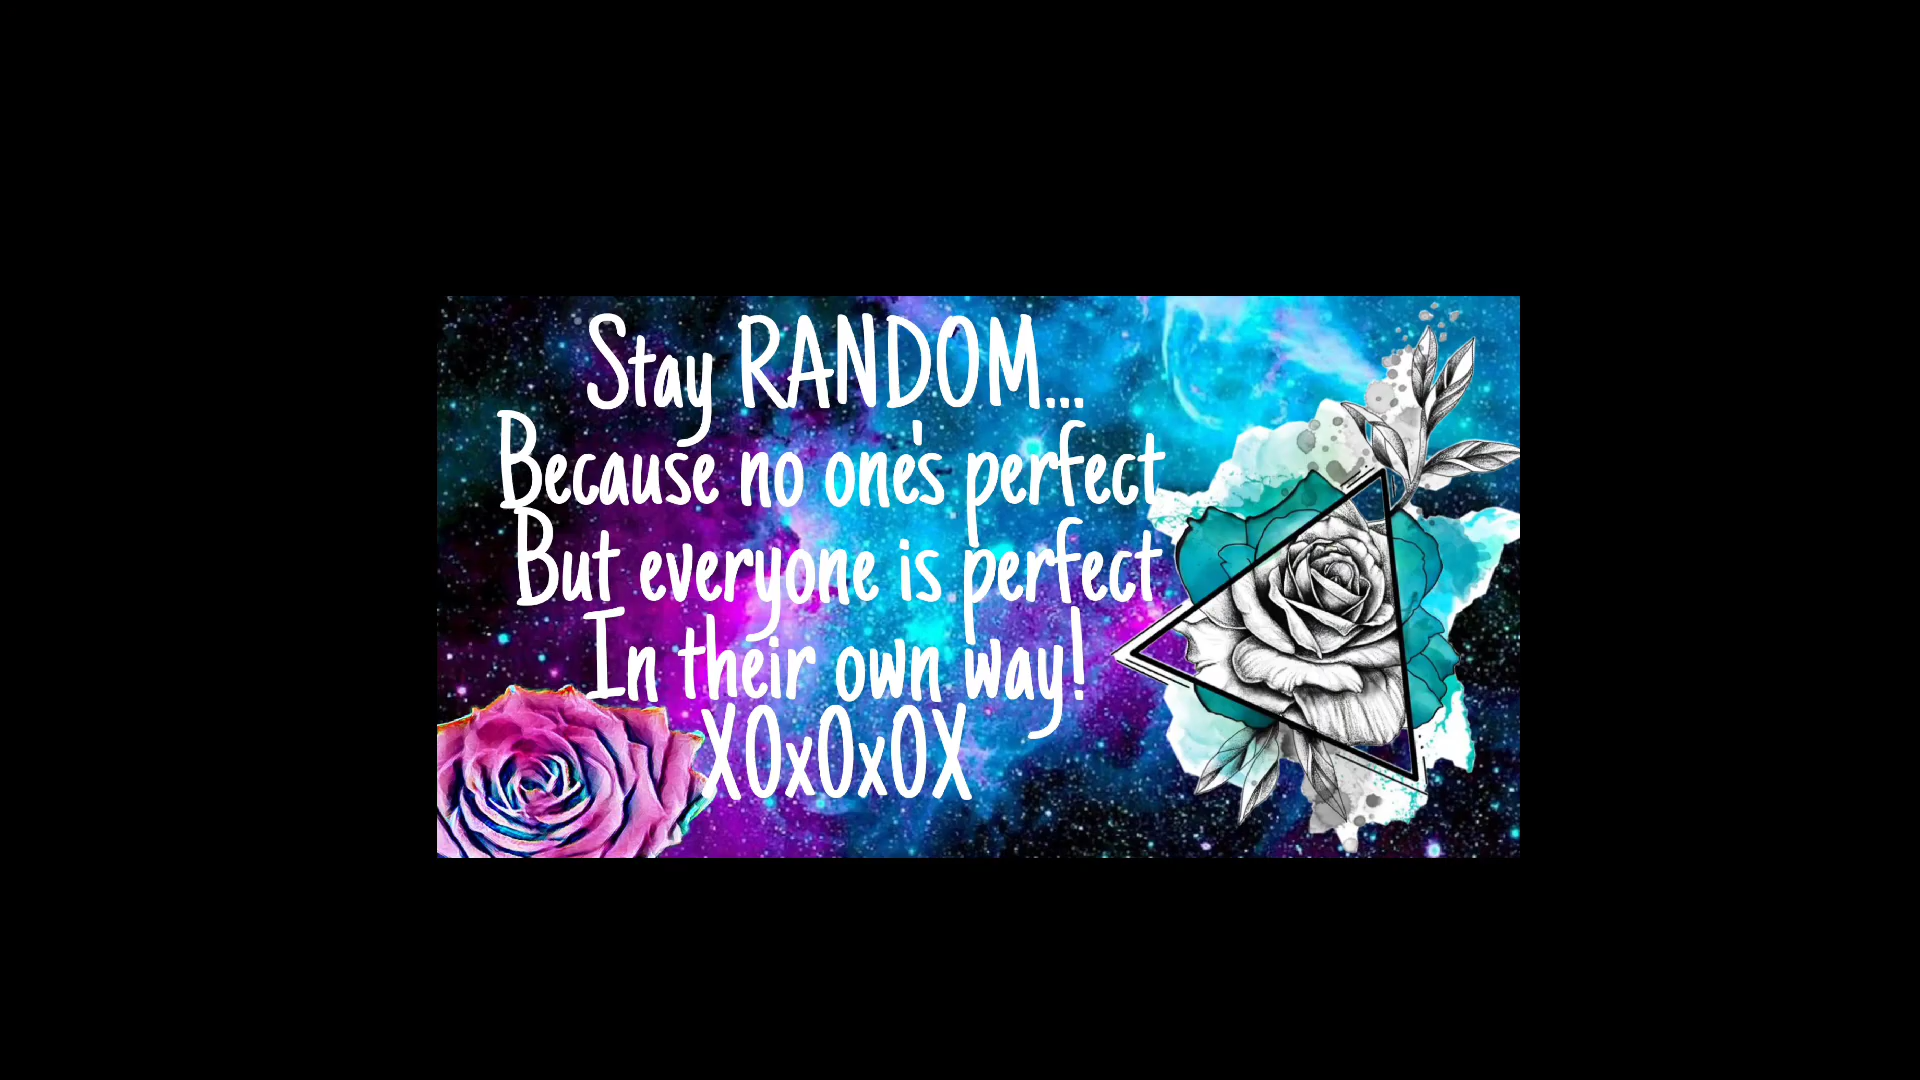 Stay RANDOM...
Because no one's perfect
But everyone is perfect
In their own way!
XOxOxOX